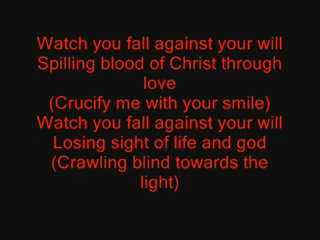 Watch you fall against your will
Spilling blood of Christ through
love
(Crucify me with your smile)
Watch you fall against your will
Losing sight of life and god
(Crawling blind towards the
light)